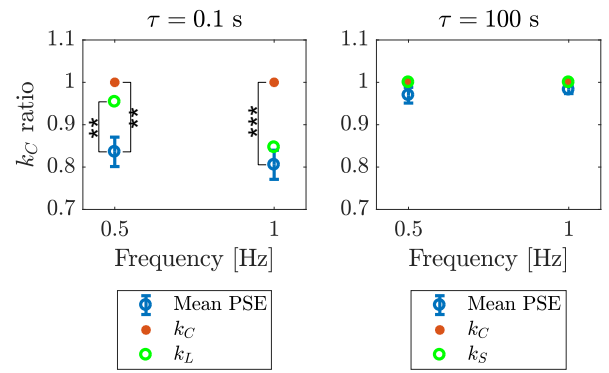 τ = 0.1 s
k_C ratio
1.1
1
0.9
0.8
0.7
**
**
***
0.5 1
Frequency [Hz]
Mean PSE
k_C
k_L
τ = 100 s
1.1
1
0.9
0.8
0.7
0.5 1
Frequency [Hz]
Mean PSE
k_C
k_S